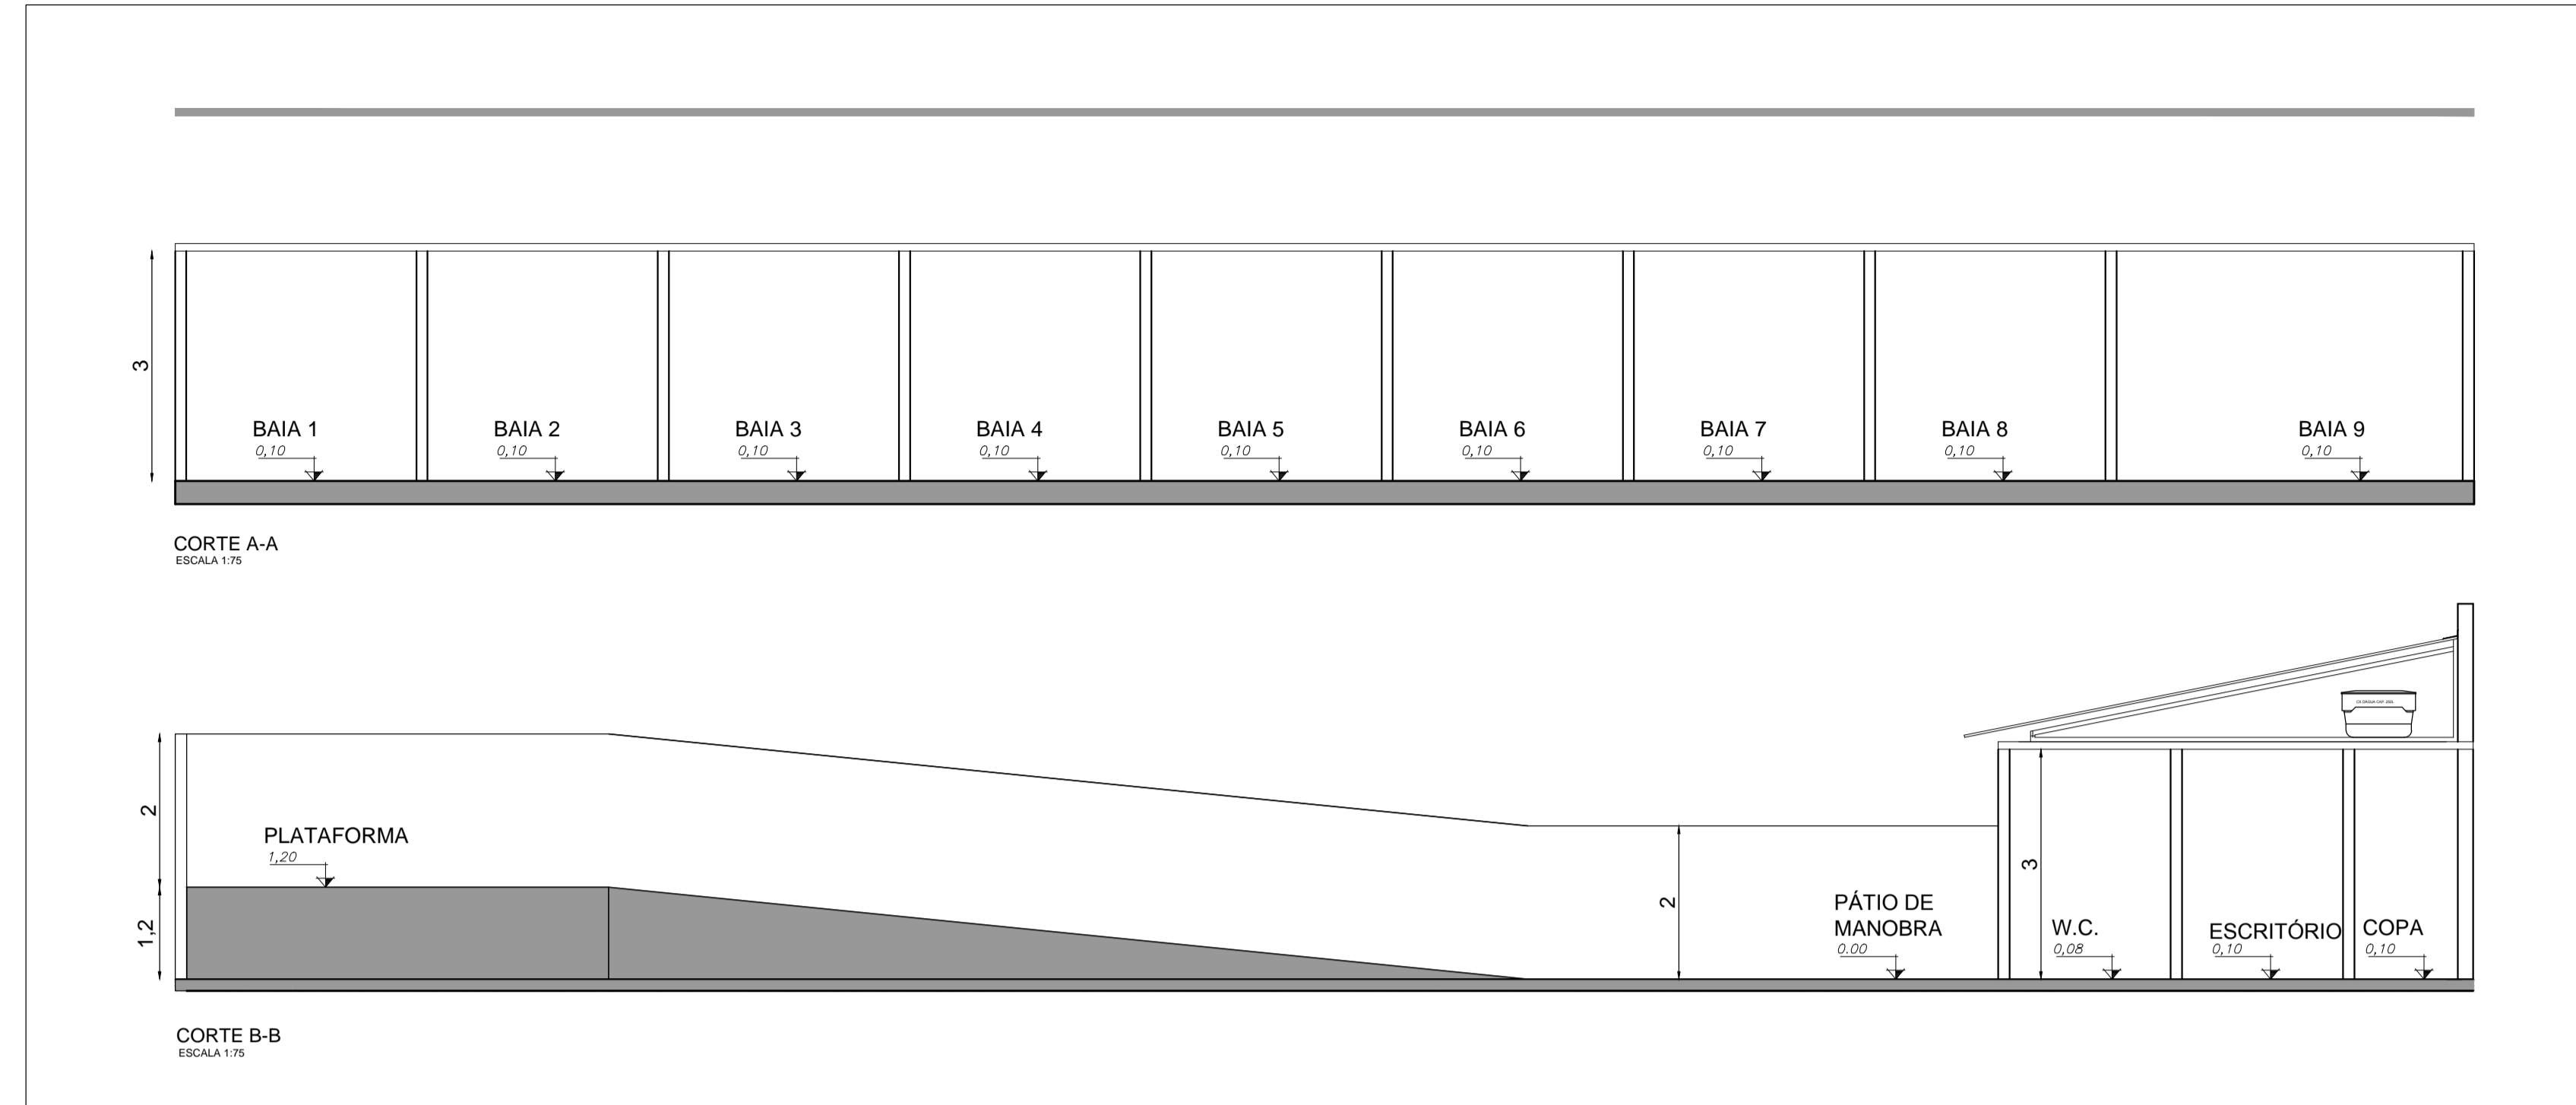 3
BAIA 1
0,10
BAIA 2
0,10
BAIA 3
0,10
BAIA 4
0,10
BAIA 5
0,10
BAIA 6
0,10
BAIA 7
0,10
BAIA 8
0,10
BAIA 9
0,10
CORTE A-A
ESCALA 1:75
2
1,2
PLATAFORMA
1,20
2
PÁTIO DE
MANOBRA
0.00
3
W.C.
0,08
ESCRITÓRIO
0,10
COPA
0,10
CORTE B-B
ESCALA 1:75